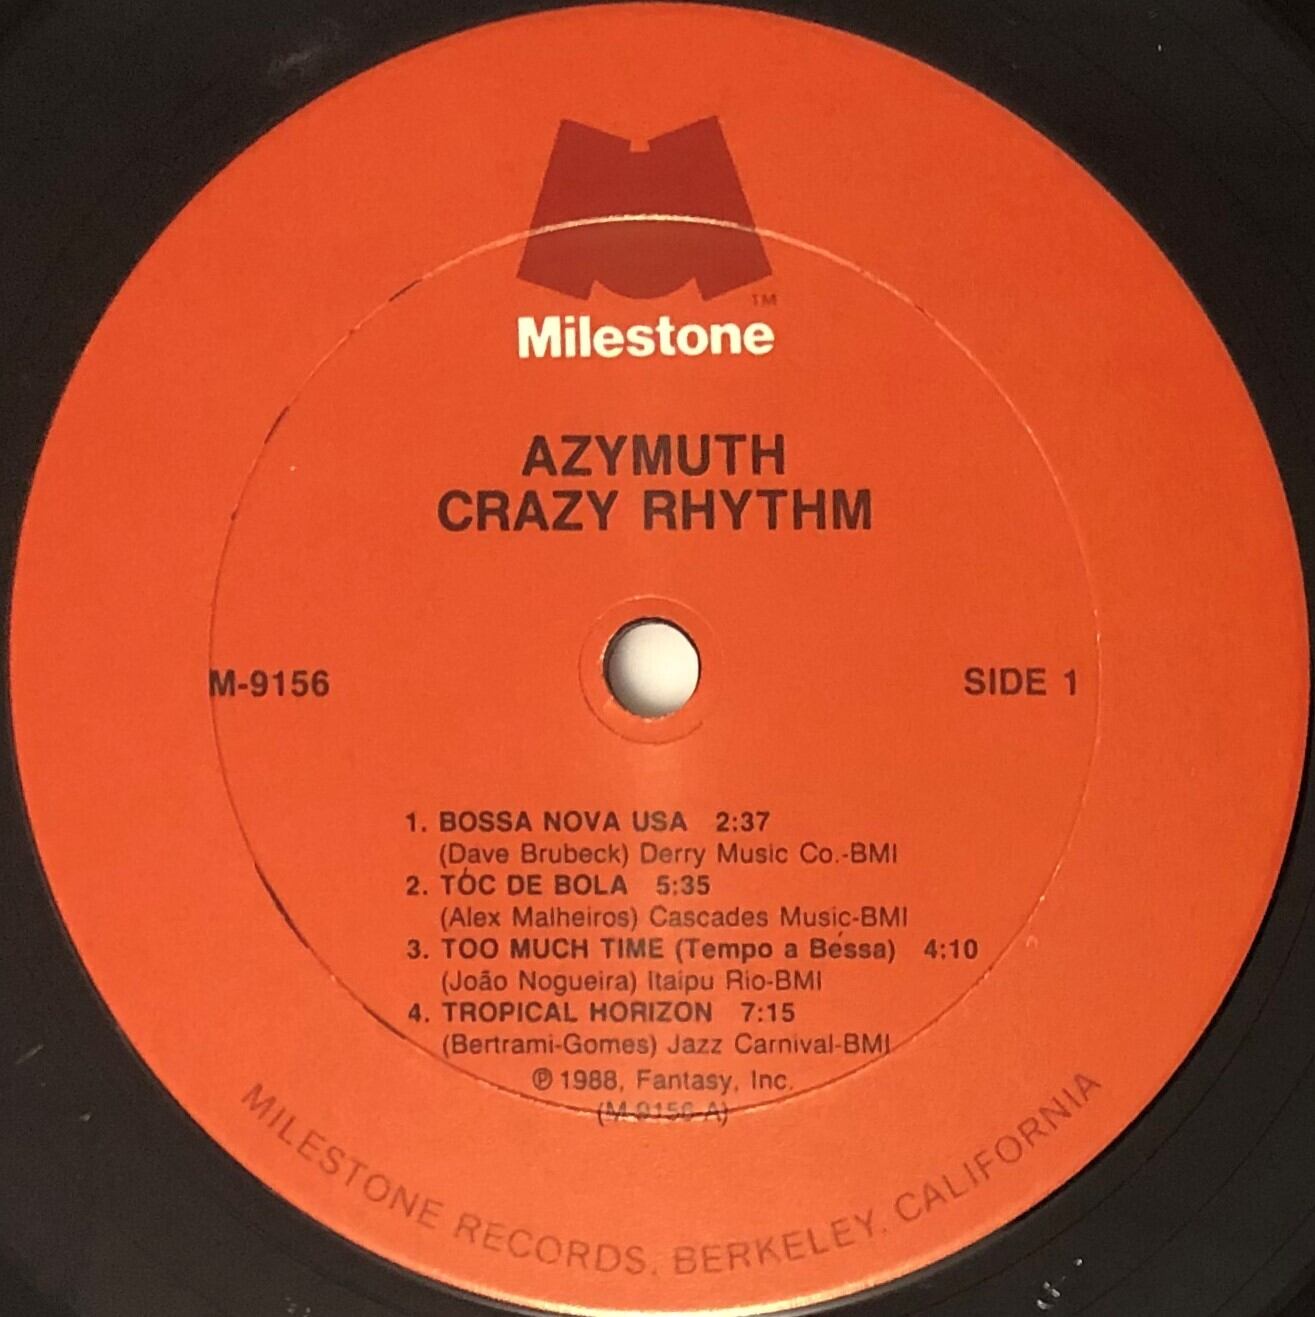 TM
Milestone
AZYMUTH
CRAZY RHYTHM
M-9156
SIDE 1
1. BOSSA NOVA USA 2:37
(Dave Brubeck) Derry Music Co.-BMI
2. TÓC DE BOLA 5:35
(Alex Malheiros) Cascades Music-BMI
3. TOO MUCH TIME (Tempo a Béssa) 4:10
(João Nogueira) Itaipu Rio-BMI
4. TROPICAL HORIZON 7:15
(Bertrami-Gomes) Jazz Carnival-BMI
℗ 1988, Fantasy, Inc.
(M-9156-A)
MILESTONE RECORDS, BERKELEY, CALIFORNIA